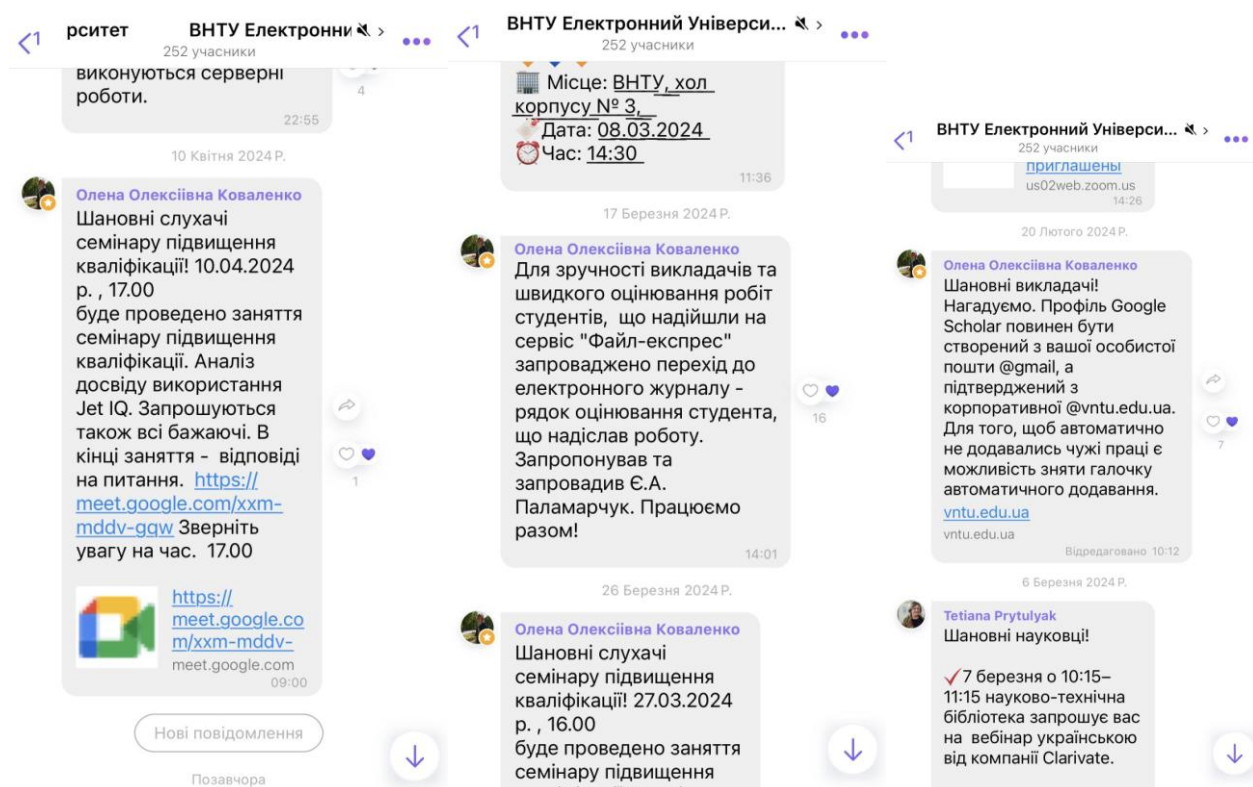 рситет ВНТУ Електронни
252 учасники
виконуються серверні
роботи.
4
22:55
10 Квітня 2024 Р.
Олена Олексіївна Коваленко
Шановні слухачі
семінару підвищення
кваліфікації! 10.04.2024
р. , 17.00
буде проведено заняття
семінару підвищення
кваліфікації. Аналіз
досвіду використання
Jet IQ. Запрошуються
також всі бажаючі. В
кінці заняття - відповіді
на питання. https://
meet.google.com/xxm-
mddv-gqw Зверніть
увагу на час. 17.00
1
https://
meet.google.co
m/xxm-mddv-
meet.google.com
09:00
Нові повідомлення
Позавчора
1
ВНТУ Електронний Універси...
252 учасники
Місце: ВНТУ, хол
корпусу № 3,
Дата: 08.03.2024
Час: 14:30
11:36
17 Березня 2024 Р.
Олена Олексіївна Коваленко
Для зручності викладачів та
швидкого оцінювання робіт
студентів, що надійшли на
сервіс "Файл-експрес"
запроваджено перехід до
електронного журналу -
рядок оцінювання студента,
що надіслав роботу.
Запропонував та
запровадив Є.А.
Паламарчук. Працюємо
разом!
16
14:01
26 Березня 2024 Р.
Олена Олексіївна Коваленко
Шановні слухачі
семінару підвищення
кваліфікації! 27.03.2024
р. , 16.00
буде проведено заняття
семінару підвищення
1
ВНТУ Електронний Універси...
252 учасники
приглашены
us02web.zoom.us
14:26
20 Лютого 2024 Р.
Олена Олексіївна Коваленко
Шановні викладачі!
Нагадуємо. Профіль Google
Scholar повинен бути
створений з вашої особистої
пошти @gmail, а
підтверджений з
корпоративної @vntu.edu.ua.
Для того, щоб автоматично
не додавались чужі праці є
можливість зняти галочку
автоматичного додавання.
vntu.edu.ua
vntu.edu.ua
7
Відредаговано 10:12
6 Березня 2024 Р.
Tetiana Prytulyak
Шановні науковці!
7 березня о 10:15–
11:15 науково-технічна
бібліотека запрошує вас
на вебінар українською
від компанії Clarivate.
1